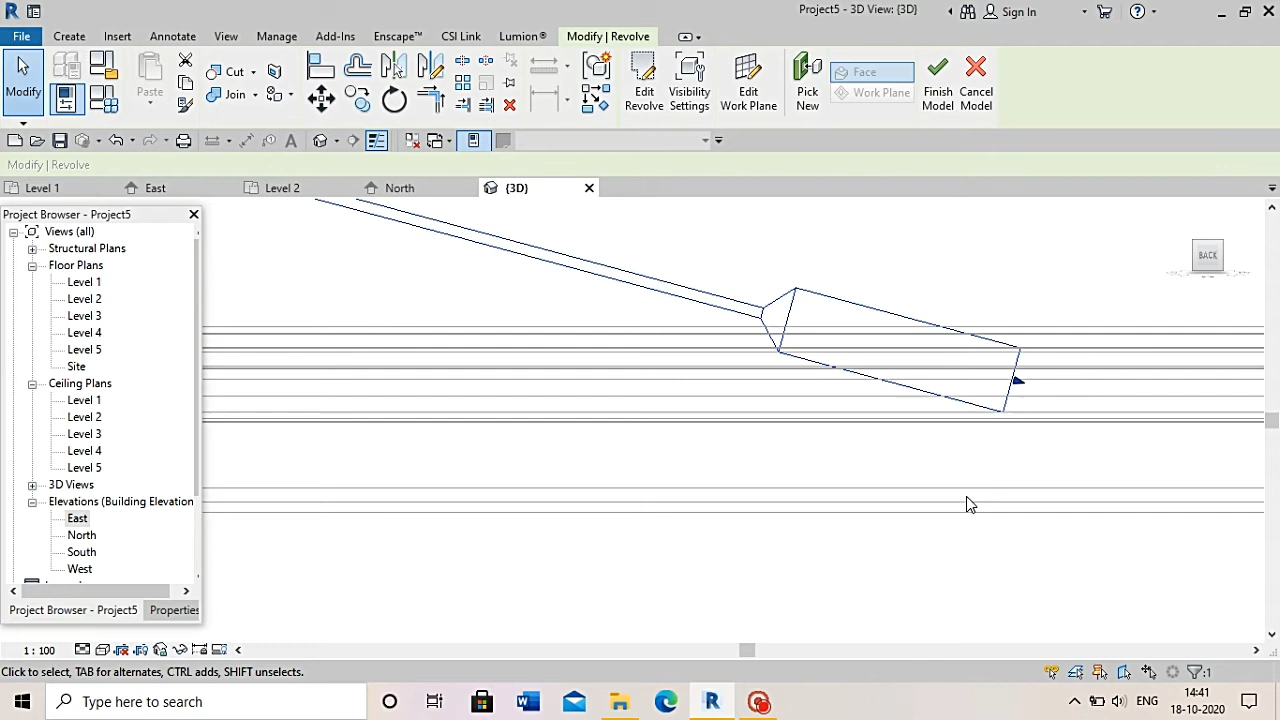 Project5 - 3D View: {3D}
Sign In
File Create Insert Annotate View Manage Add-Ins Enscape™ CSI Link Lumion® Modify | Revolve
Modify
Paste
Cut
Join
Edit Revolve
Visibility Settings
Edit Work Plane
Pick New
Face
Work Plane
Finish Model
Cancel Model
Modify | Revolve
Level 1 East Level 2 North {3D}
Project Browser - Project5
Views (all)
Structural Plans
Floor Plans
Level 1
Level 2
Level 3
Level 4
Level 5
Site
Ceiling Plans
Level 1
Level 2
Level 3
Level 4
Level 5
3D Views
Elevations (Building Elevation
East
North
South
West
Project Browser - Project5 Properties
BACK
1 : 100
Click to select, TAB for alternates, CTRL adds, SHIFT unselects.
:1
Type here to search
ENG
14:41
18-10-2020